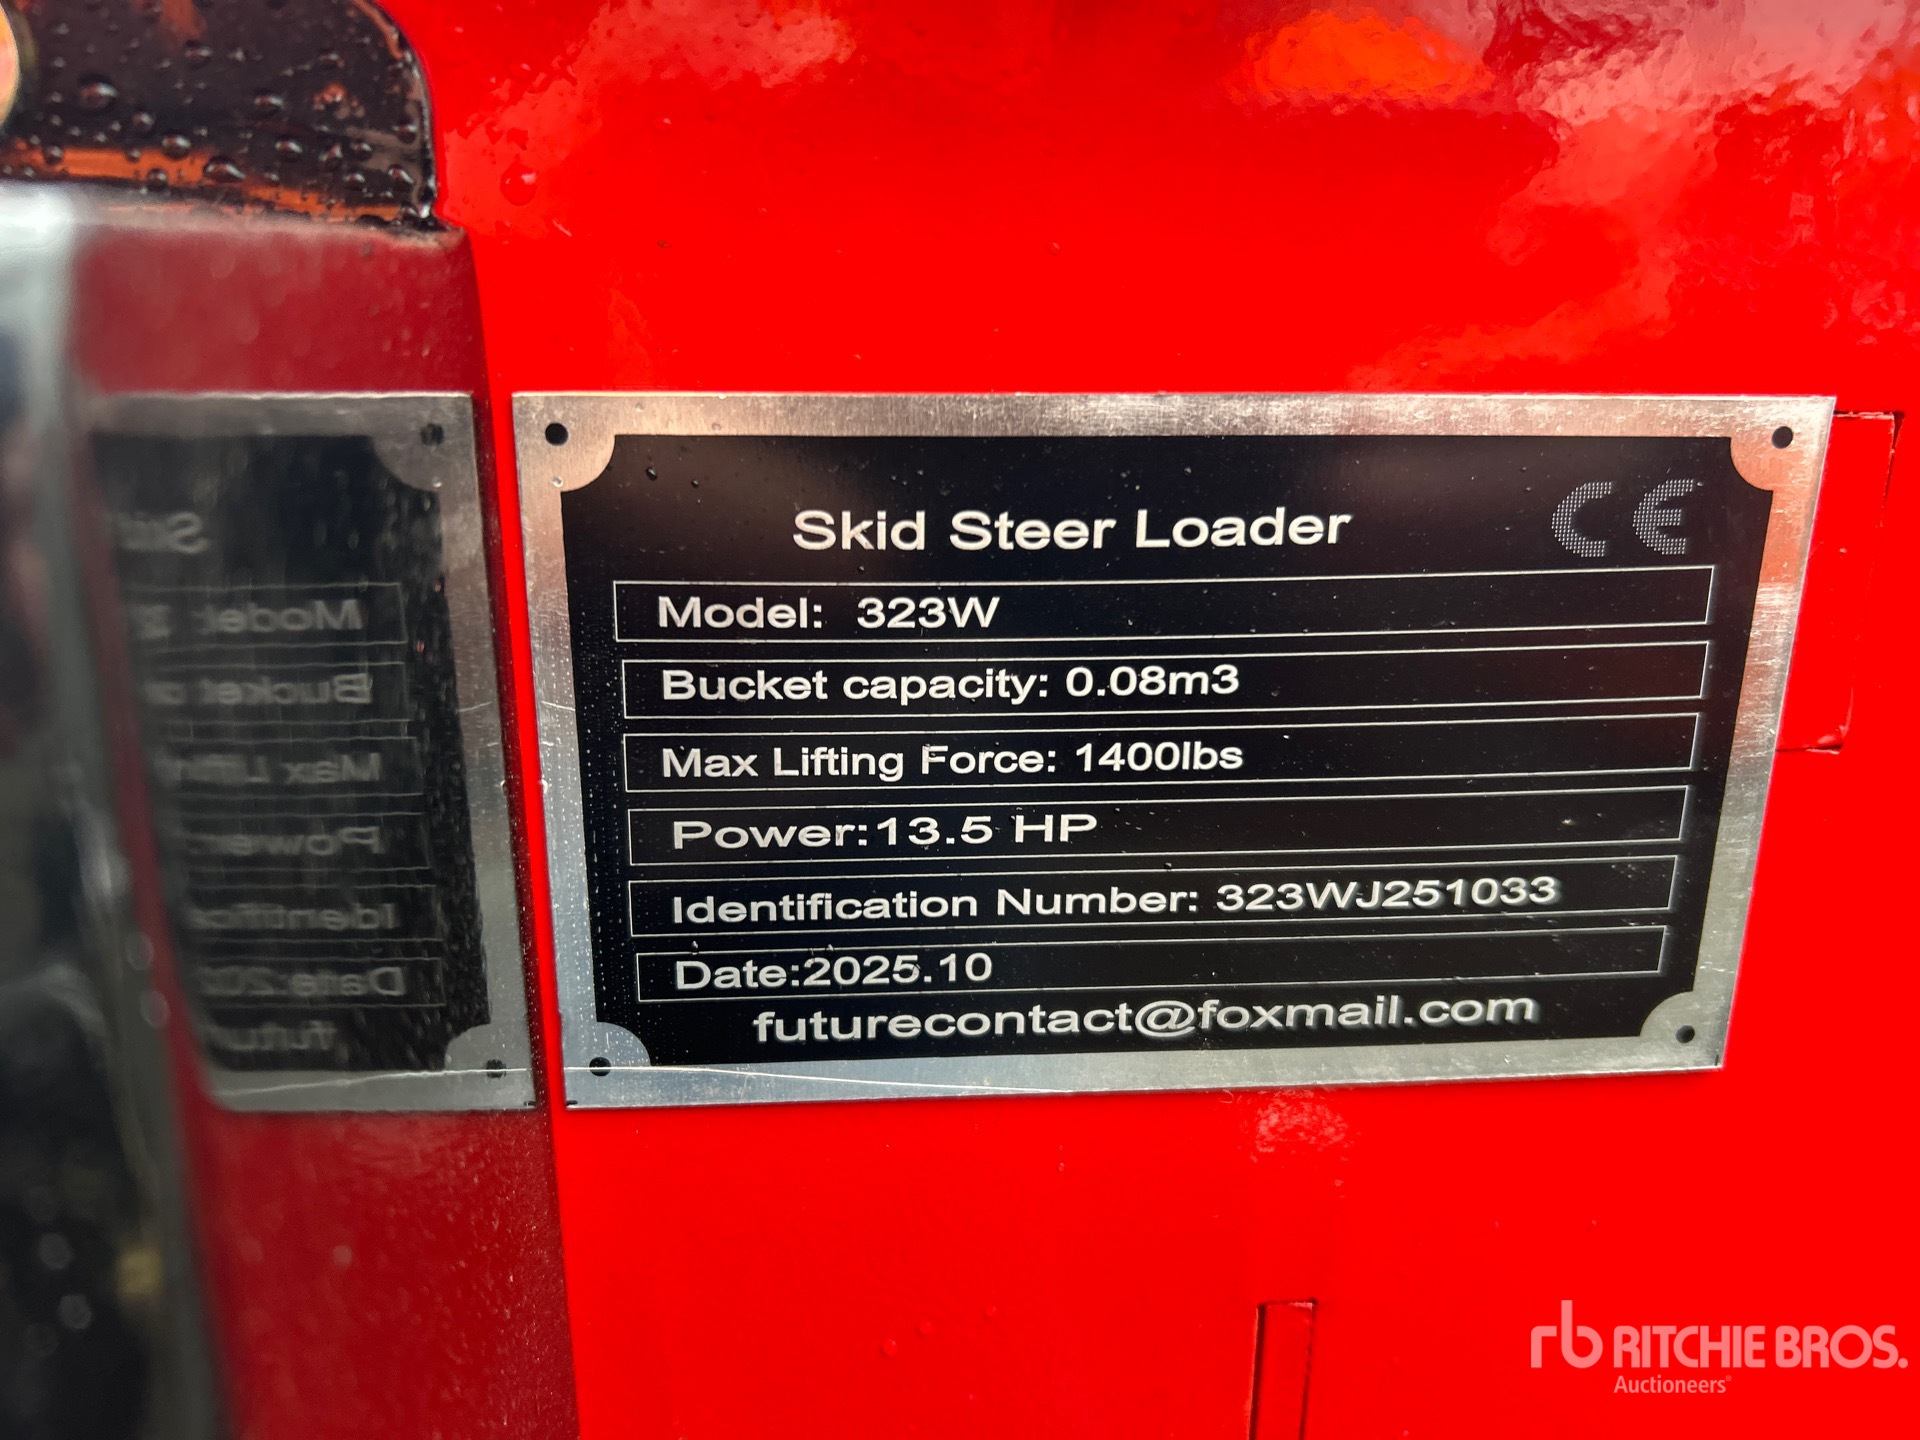 Skid Steer Loader CE
Model: 323W
Bucket capacity: 0.08m3
Max Lifting Force: 1400lbs
Power:13.5 HP
Identification Number: 323WJ251033
Date:2025.10
futurecontact@foxmail.com
rb RITCHIE BROS.
Auctioneers®